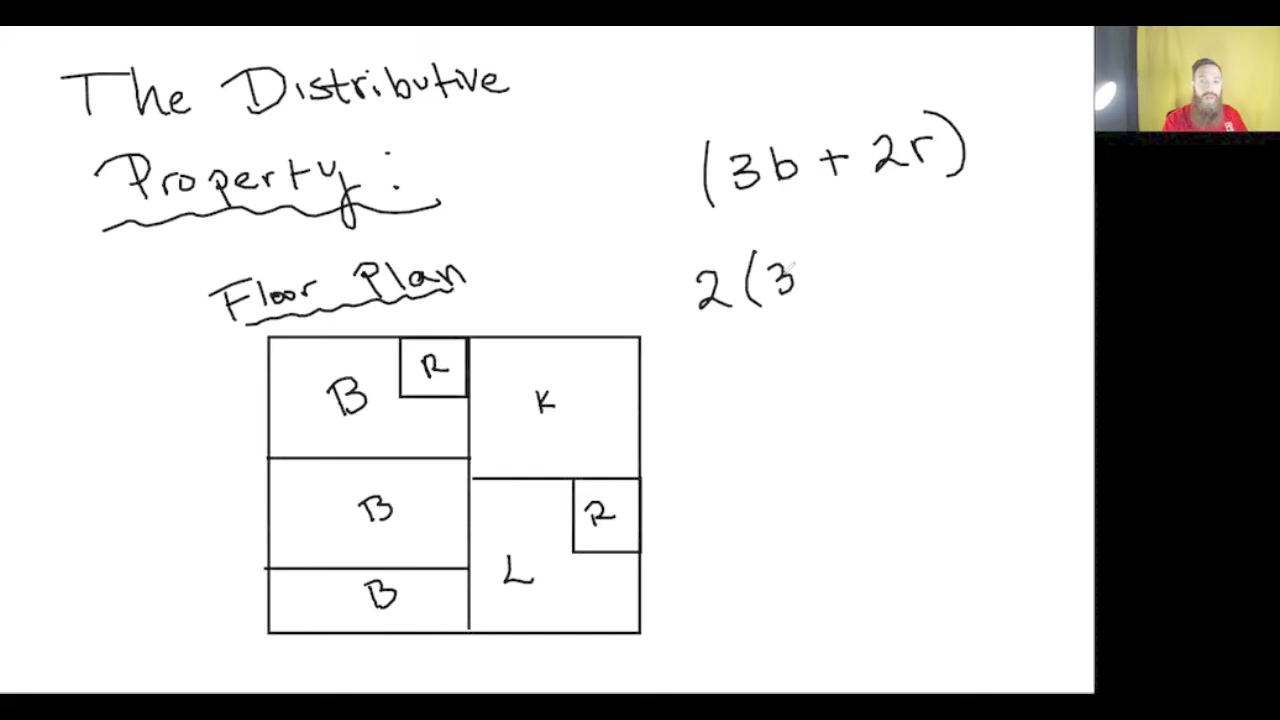 The Distributive
Property:
(3b + 2r)
Floor Plan
2(3
B
R
K
B
R
B
L